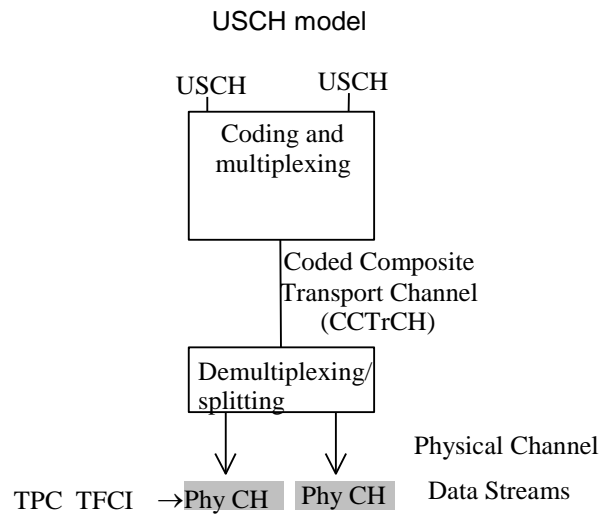 USCH model
USCH USCH
Coding and
multiplexing
Coded Composite
Transport Channel
(CCTrCH)
Demultiplexing/
splitting
Physical Channel
Data Streams
TPC TFCI →Phy CH Phy CH